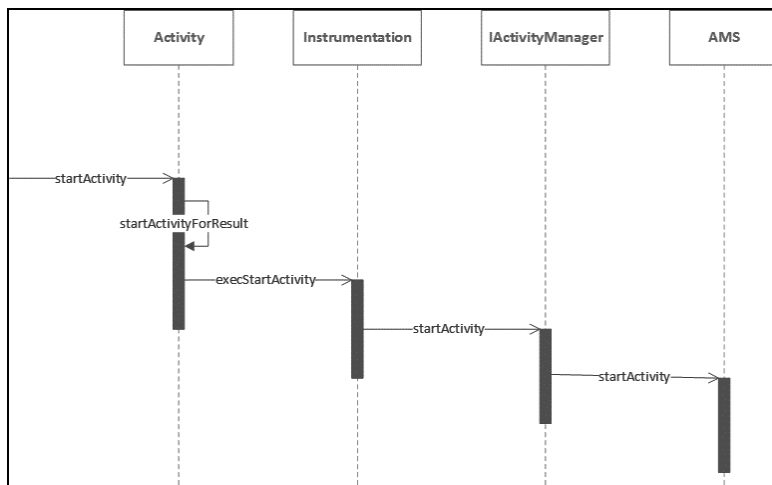 Activity
Instrumentation
IActivityManager
AMS
startActivity
startActivityForResult
execStartActivity
startActivity
startActivity